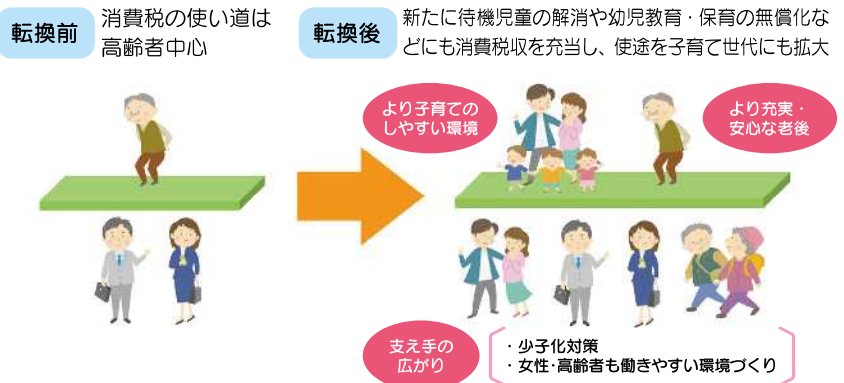 転換前
消費税の使い道は
高齢者中心
転換後
新たに待機児童の解消や幼児教育・保育の無償化な
どにも消費税収を充当し、使途を子育て世代にも拡大
より子育ての
しやすい環境
より充実・
安心な老後
支え手の
広がり
・少子化対策
・女性・高齢者も働きやすい環境づくり